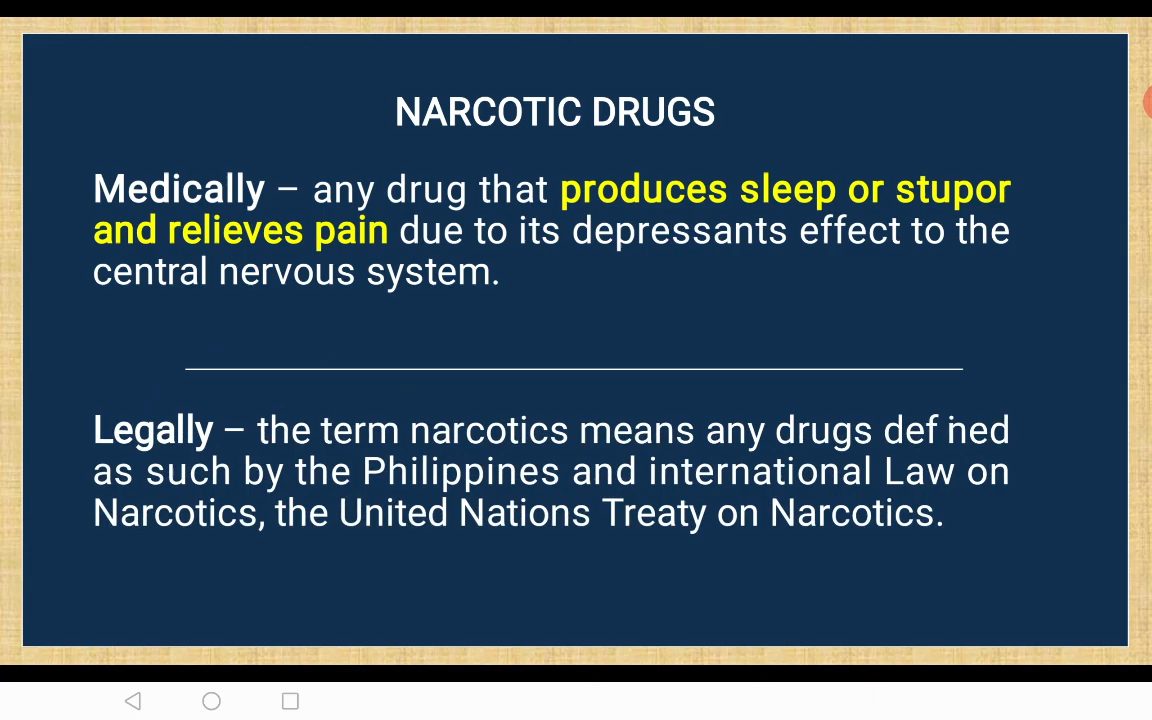 NARCOTIC DRUGS
Medically – any drug that produces sleep or stupor
and relieves pain due to its depressants effect to the
central nervous system.
Legally – the term narcotics means any drugs defined
as such by the Philippines and international Law on
Narcotics, the United Nations Treaty on Narcotics.